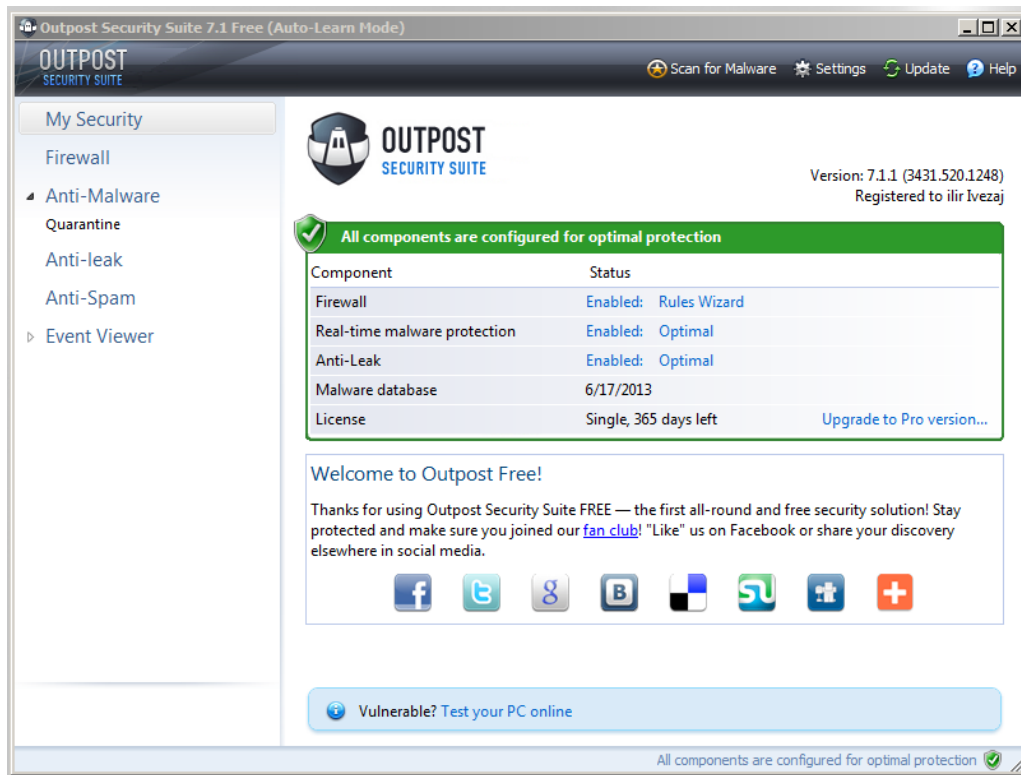 Outpost Security Suite 7.1 Free (Auto-Learn Mode)
OUTPOST
SECURITY SUITE
Scan for Malware Settings Update Help
My Security
Firewall
Anti-Malware
Quarantine
Anti-leak
Anti-Spam
Event Viewer
OUTPOST
SECURITY SUITE
Version: 7.1.1 (3431.520.1248)
Registered to ilir Ivezaj
All components are configured for optimal protection
Component Status
Firewall Enabled: Rules Wizard
Real-time malware protection Enabled: Optimal
Anti-Leak Enabled: Optimal
Malware database 6/17/2013
License Single, 365 days left Upgrade to Pro version...
Welcome to Outpost Free!
Thanks for using Outpost Security Suite FREE — the first all-round and free security solution! Stay
protected and make sure you joined our fan club! "Like" us on Facebook or share your discovery
elsewhere in social media.
Vulnerable? Test your PC online
All components are configured for optimal protection